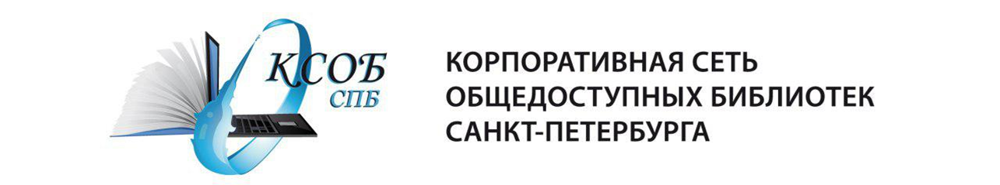 КСОБ
СПБ
КОРПОРАТИВНАЯ СЕТЬ
ОБЩЕДОСТУПНЫХ БИБЛИОТЕК
САНКТ-ПЕТЕРБУРГА